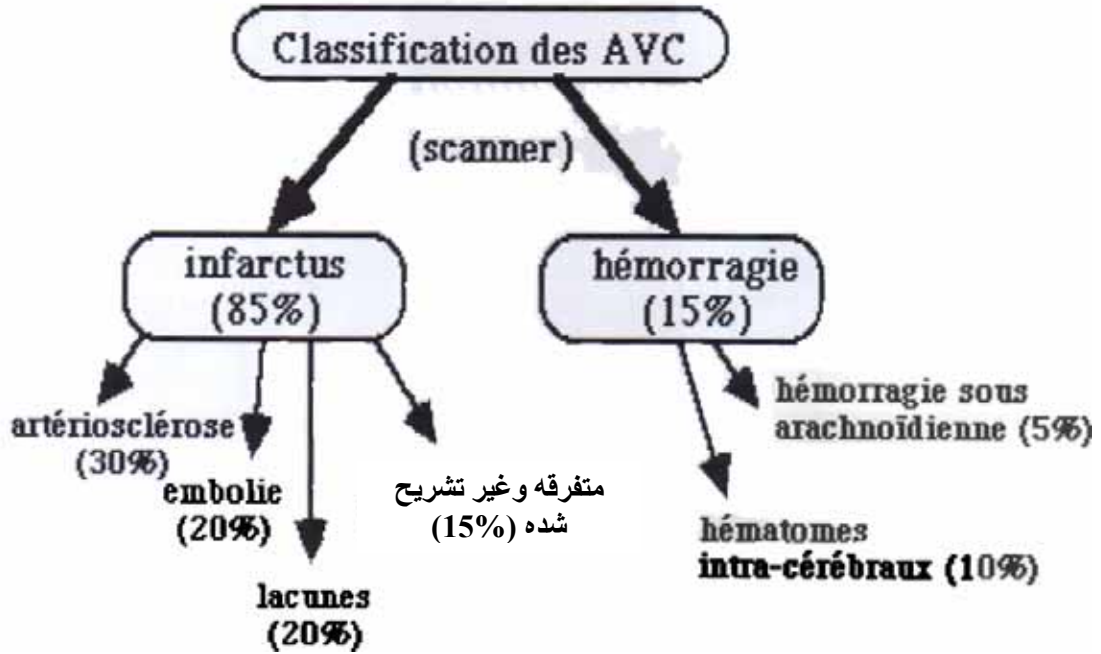 Classification des AVC
(scanner)
infarctus
(85%)
hémorragie
(15%)
artériosclérose
(30%)
embolie
(20%)
lacunes
(20%)
متفرقه وغير تشريح
شده (15%)
hémorragie sous
arachnoïdienne (5%)
hématomes
intra-cérébraux (10%)